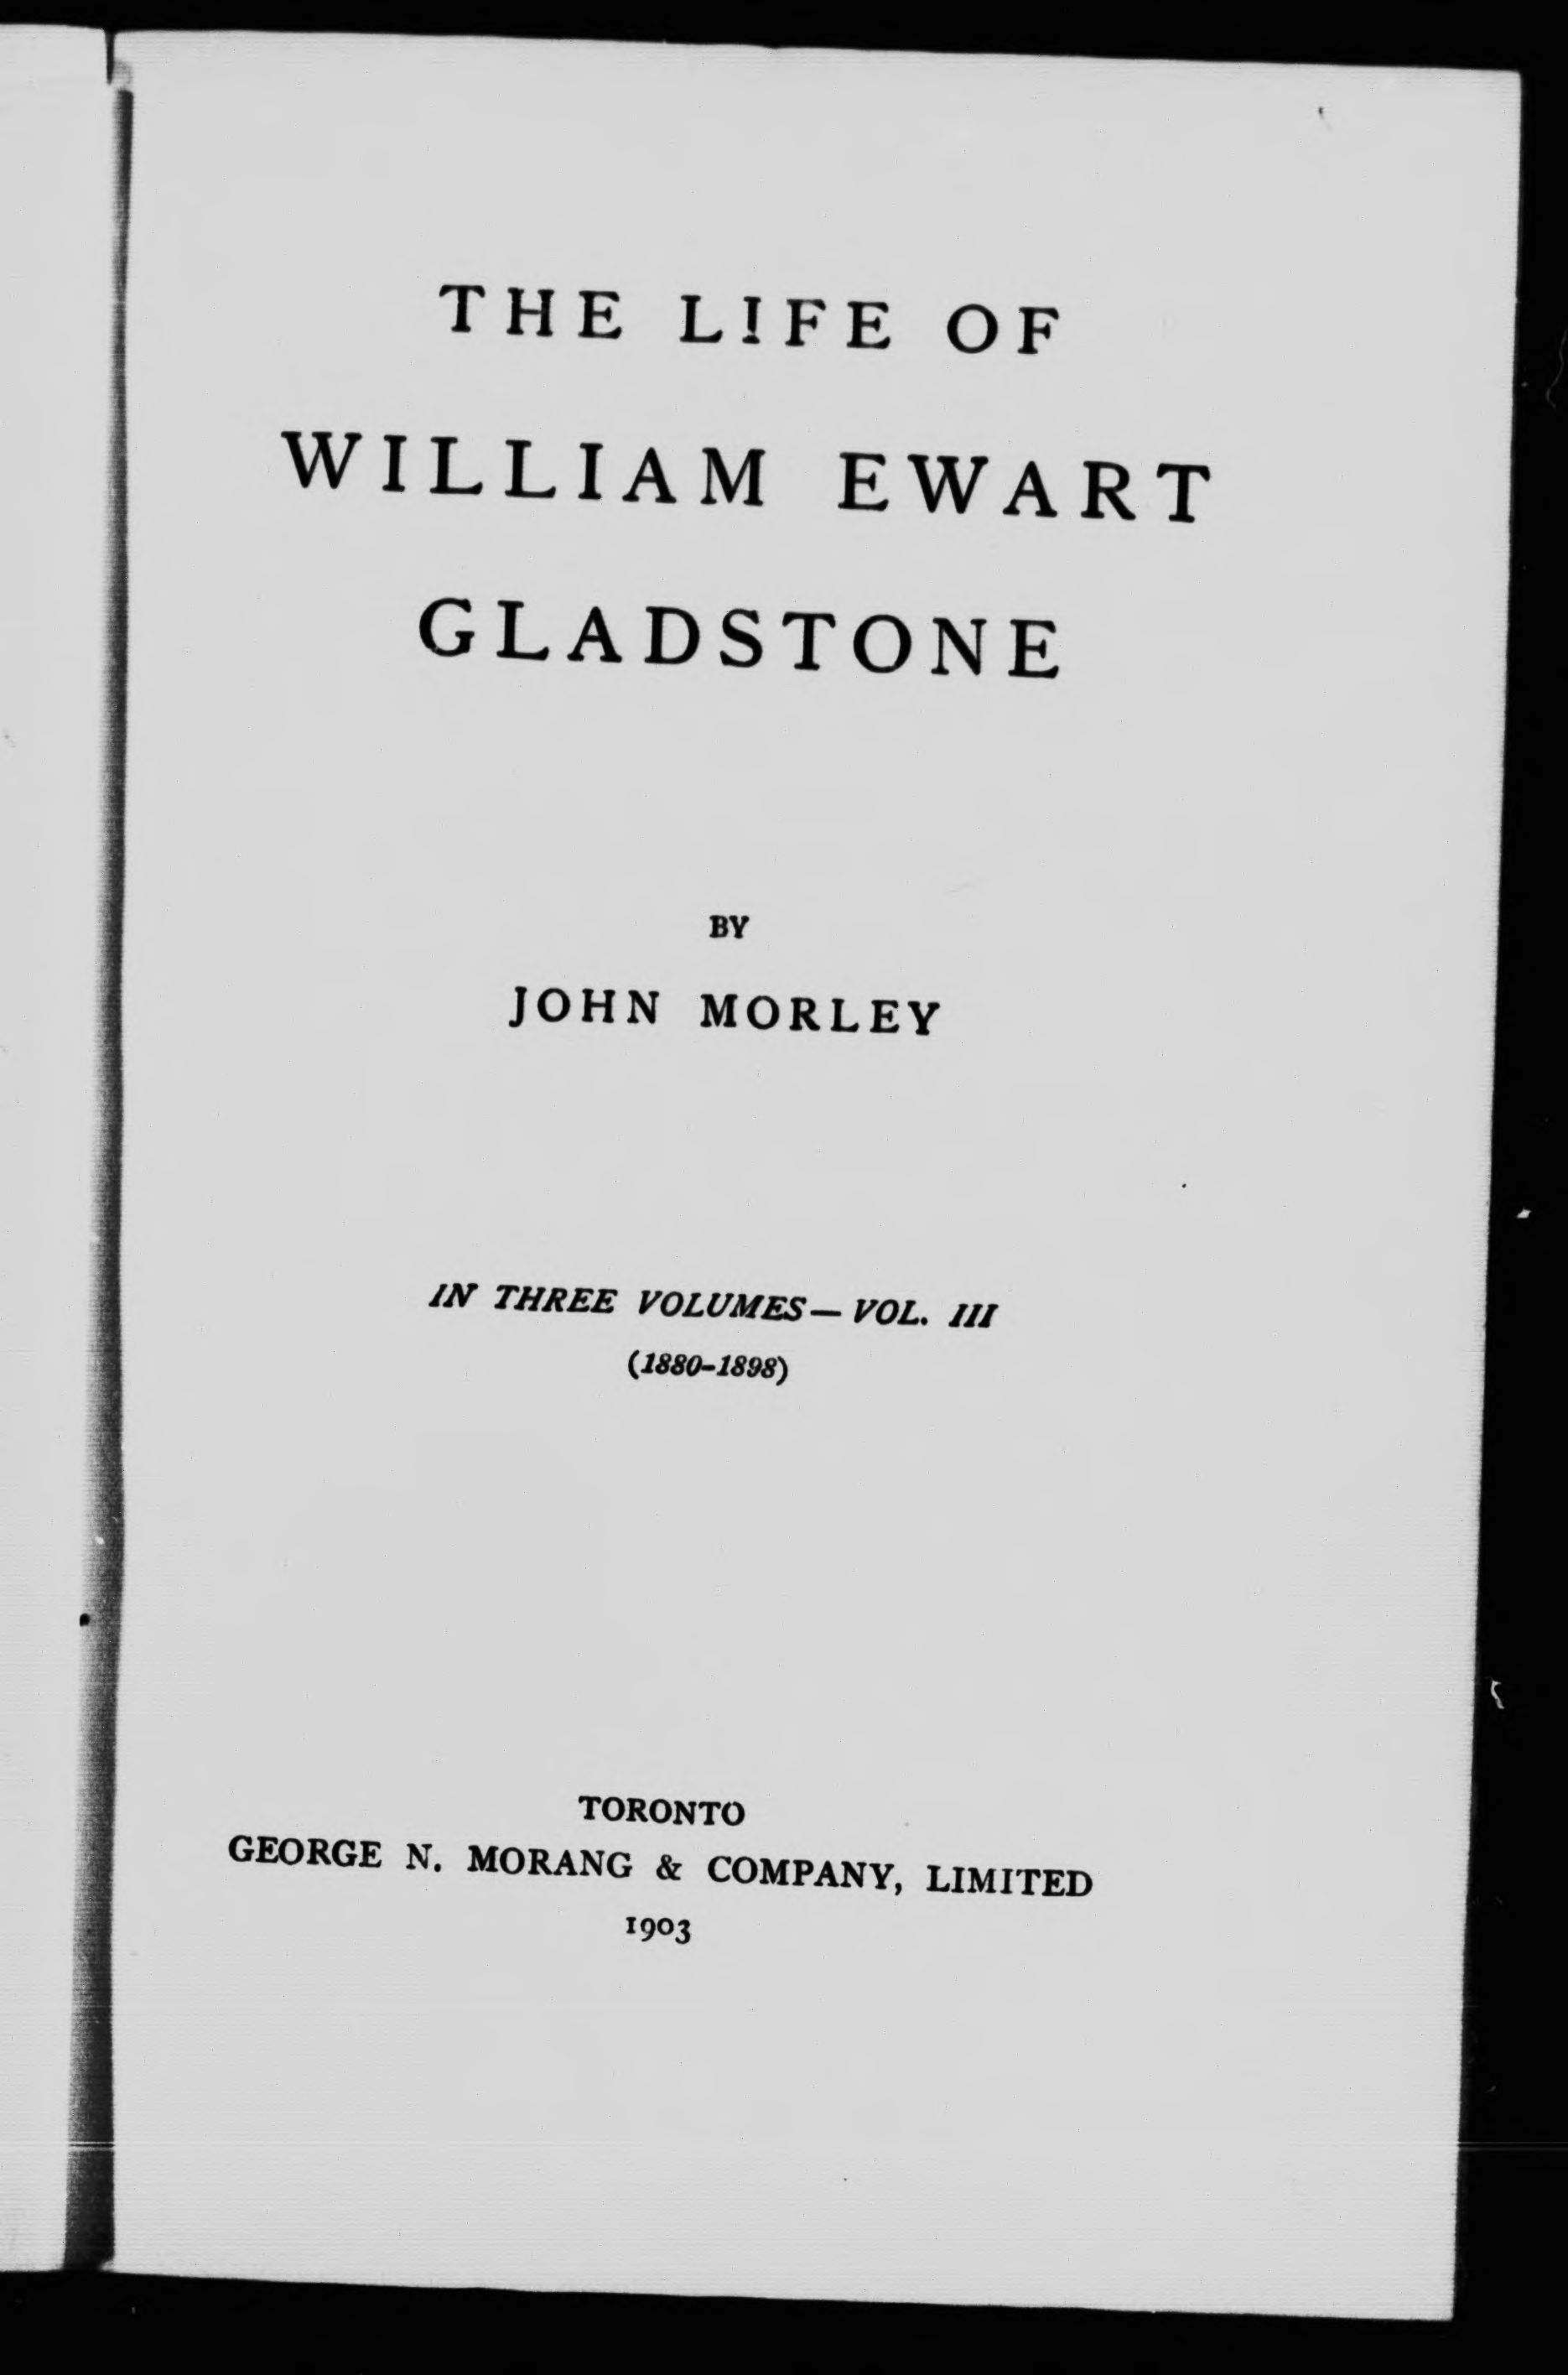 THE LIFE OF
WILLIAM EWART
GLADSTONE
BY
JOHN MORLEY
IN THREE VOLUMES—VOL. III
(1880-1898)
TORONTO
GEORGE N. MORANG & COMPANY, LIMITED
1903